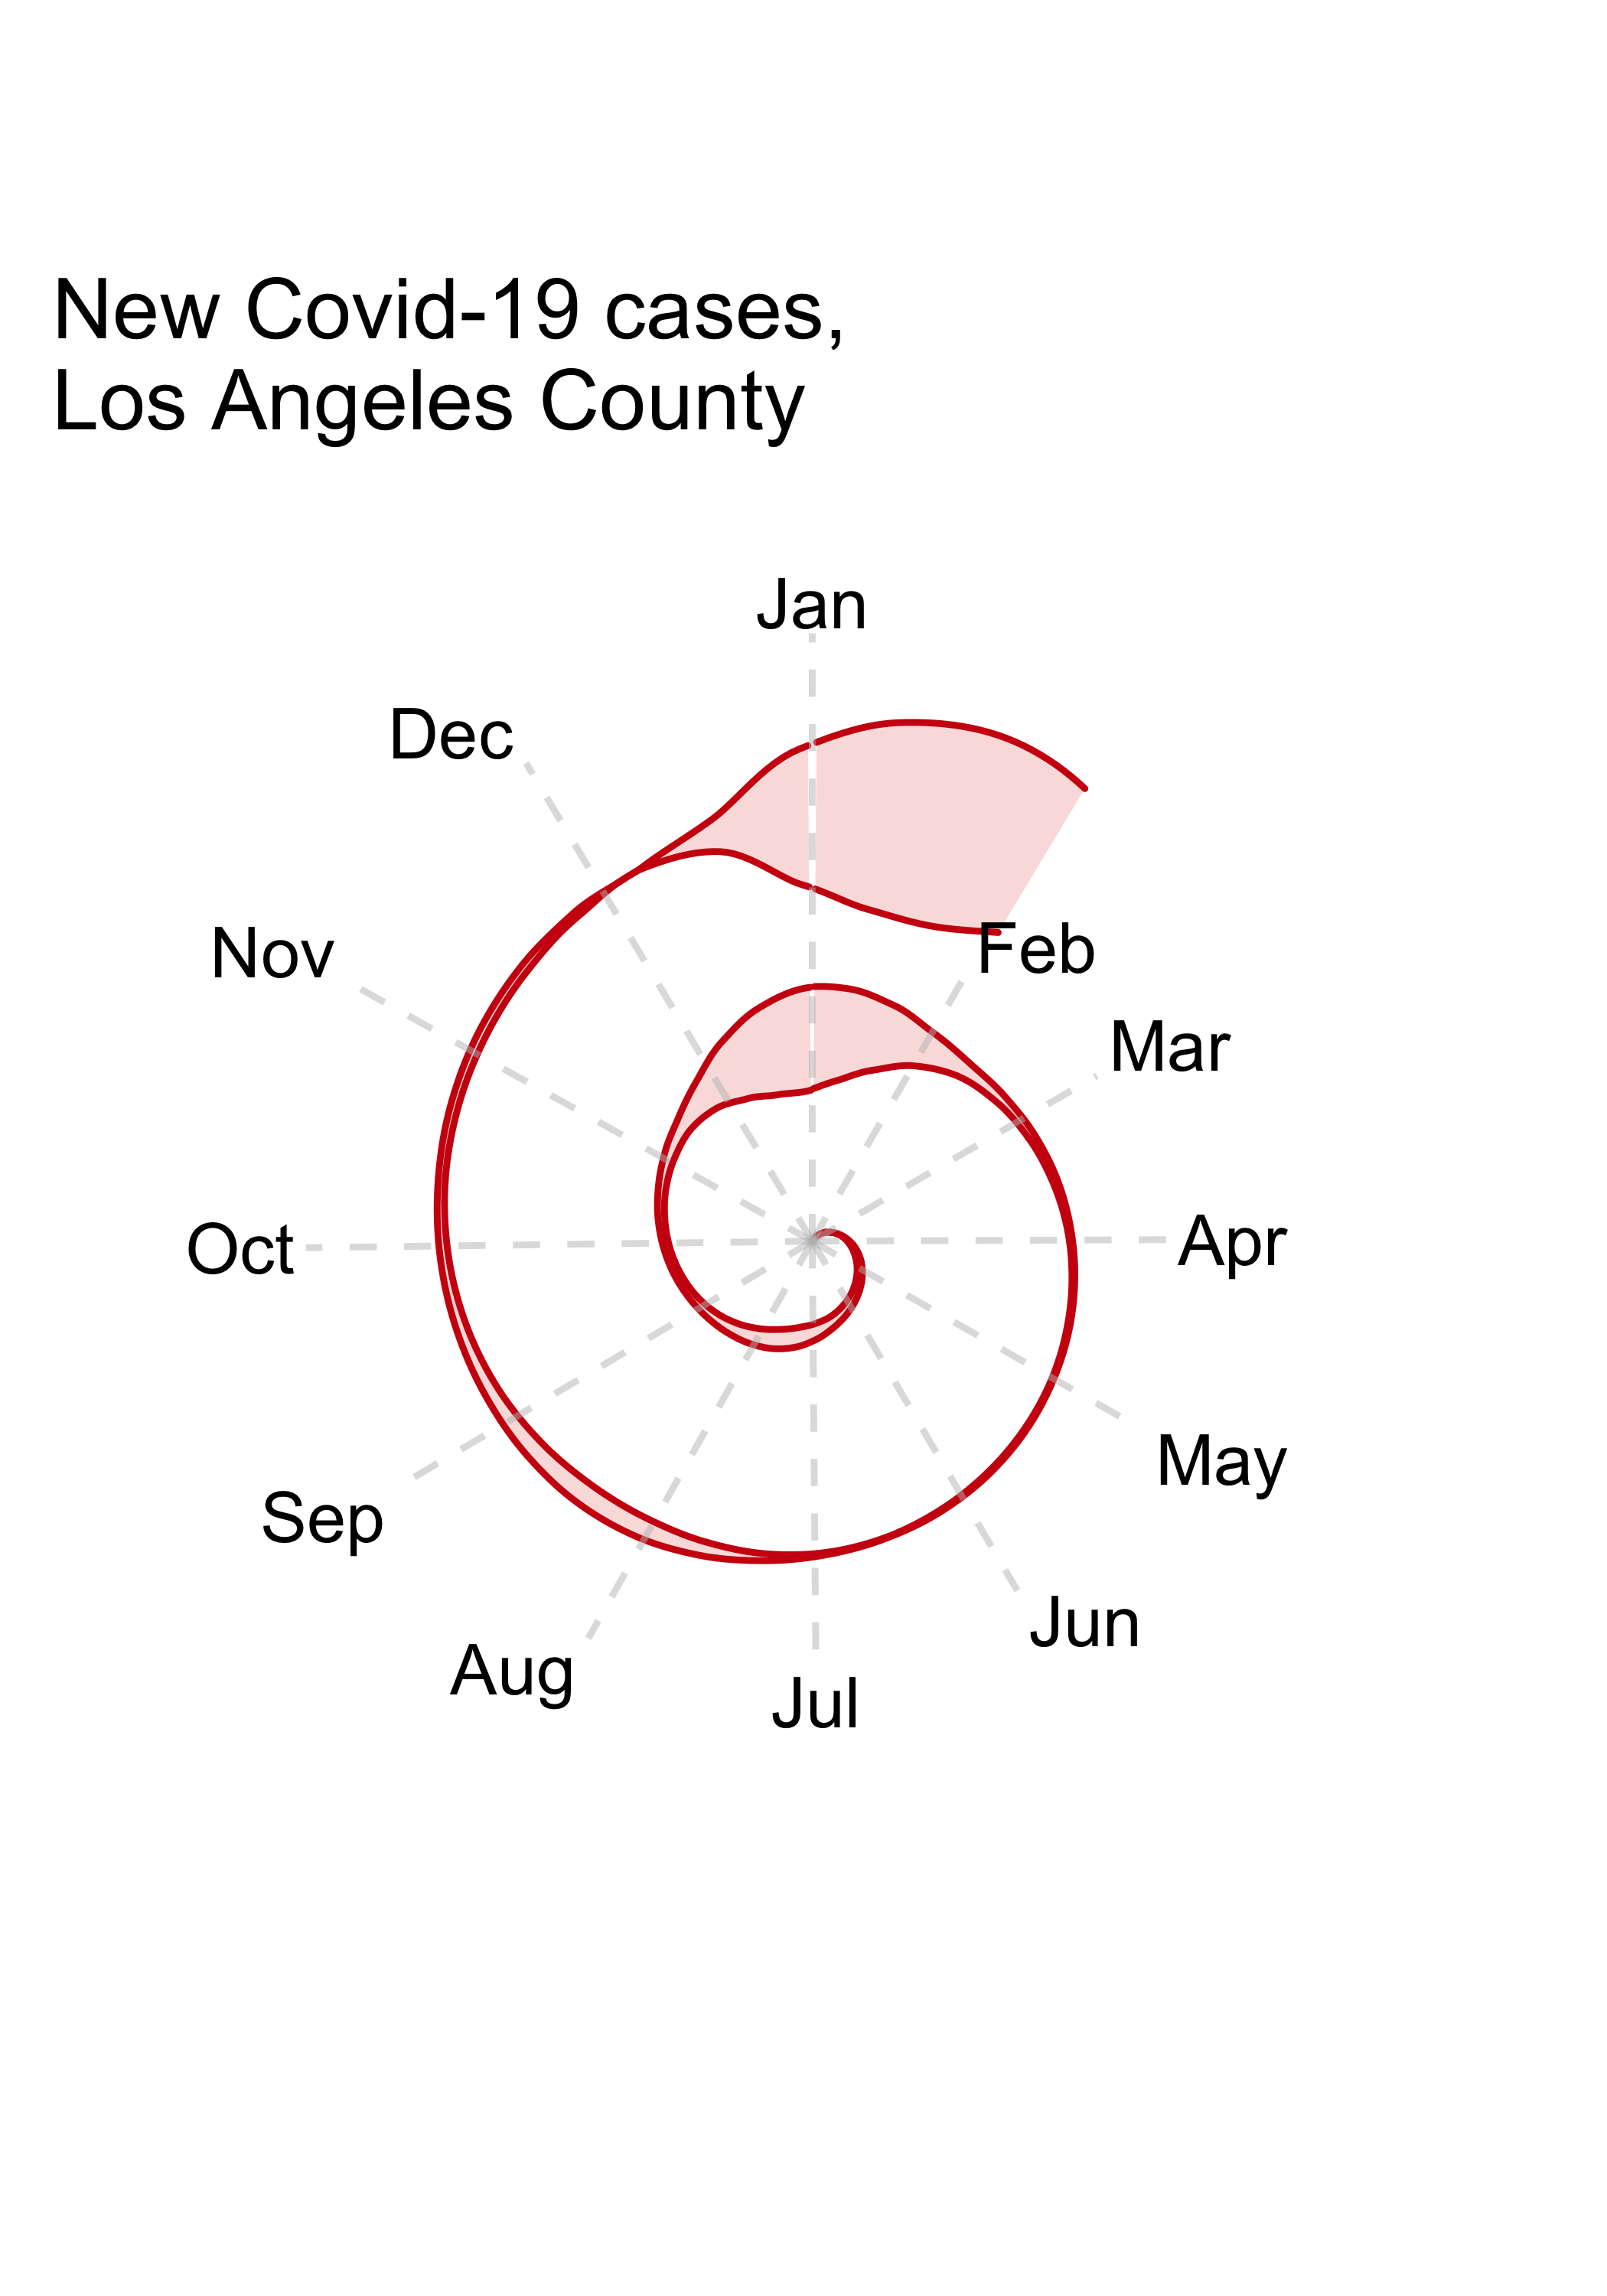 New Covid-19 cases,
Los Angeles County
Jan
Dec
Nov
Feb
Mar
Oct
Apr
May
Sep
Jun
Aug
Jul